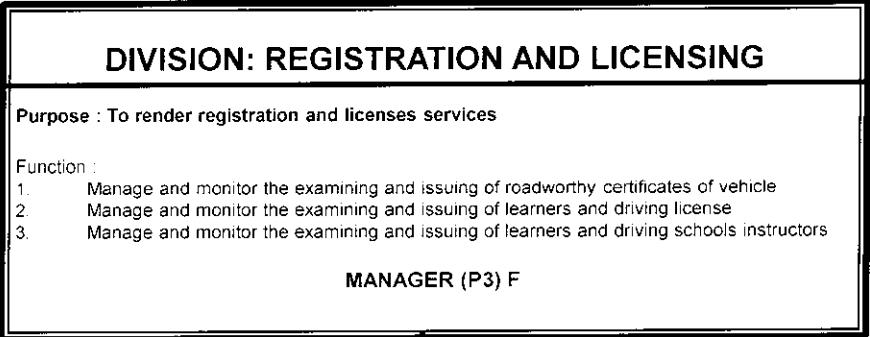 DIVISION: REGISTRATION AND LICENSING
Purpose : To render registration and licenses services
Function :
1. Manage and monitor the examining and issuing of roadworthy certificates of vehicle
2. Manage and monitor the examining and issuing of learners and driving license
3. Manage and monitor the examining and issuing of learners and driving schools instructors
MANAGER (P3) F